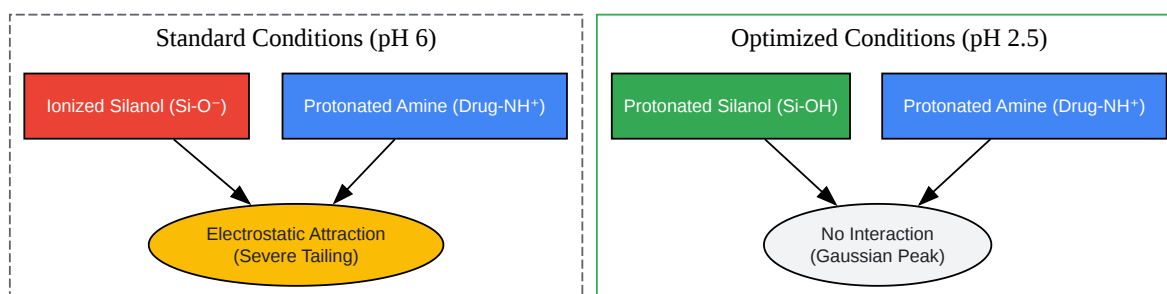 Standard Conditions (pH 6)
Ionized Silanol (Si-O⁻)
Protonated Amine (Drug-NH⁺)
Electrostatic Attraction
(Severe Tailing)
Optimized Conditions (pH 2.5)
Protonated Silanol (Si-OH)
Protonated Amine (Drug-NH⁺)
No Interaction
(Gaussian Peak)